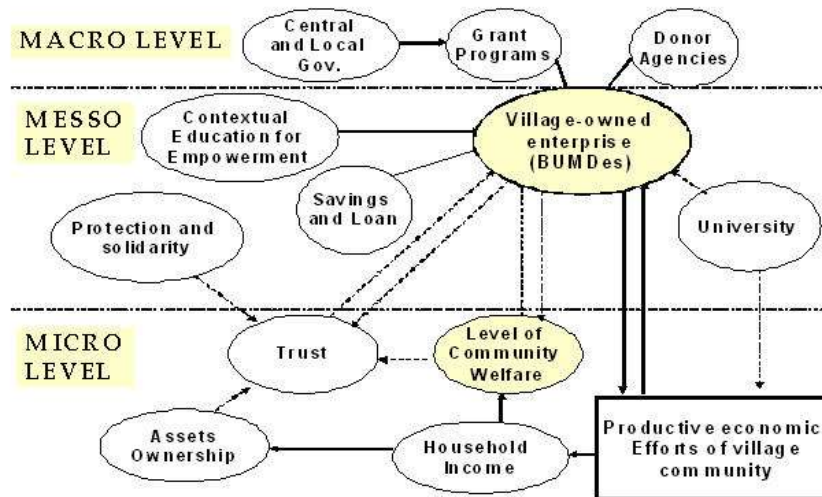 MACRO LEVEL
Central
and Local
Gov.
Grant
Programs
Donor
Agencies
MESSO
LEVEL
Contextual
Education for
Empowerment
Village-owned
enterprise
(BUMDes)
Savings
and Loan
Protection and
solidarity
University
MICRO
LEVEL
Trust
Level of
Community
Welfare
Assets
Ownership
Household
Income
Productive economic
Efforts of village
community